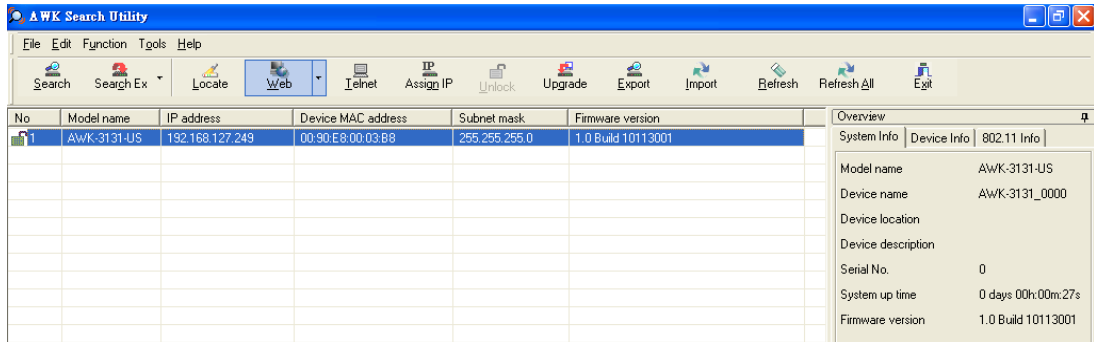 AWK Search Utility
File Edit Function Tools Help
Search Search Ex Locate Web Telnet Assign IP Unlock Upgrade Export Import Refresh Refresh All Exit
No Model name IP address Device MAC address Subnet mask Firmware version
1 AWK-3131-US 192.168.127.249 00:90:E8:00:03:B8 255.255.255.0 1.0 Build 10113001
Overview
System Info Device Info 802.11 Info
Model name AWK-3131-US
Device name AWK-3131_0000
Device location
Device description
Serial No. 0
System up time 0 days 00h:00m:27s
Firmware version 1.0 Build 10113001